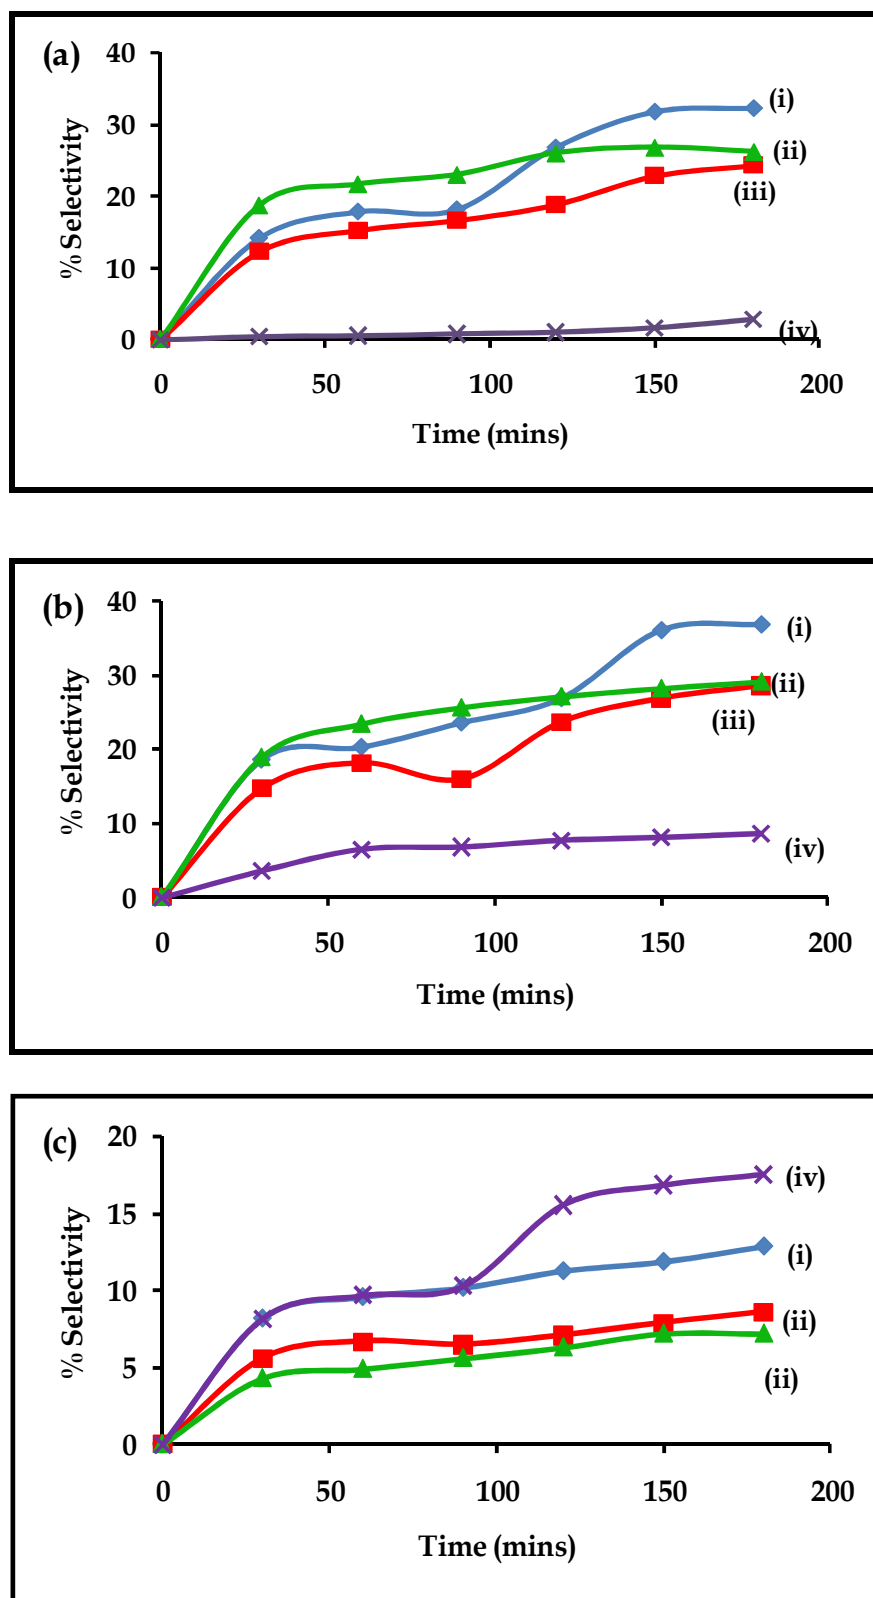 (a)
% Selectivity
40
30
20
10
0
0 50 100 150 200
Time (mins)
(i)
(ii)
(iii)
(iv)
(b)
% Selectivity
40
30
20
10
0
0 50 100 150 200
Time (mins)
(i)
(ii)
(iii)
(iv)
(c)
% Selectivity
20
15
10
5
0
0 50 100 150 200
Time (mins)
(iv)
(i)
(ii)
(ii)